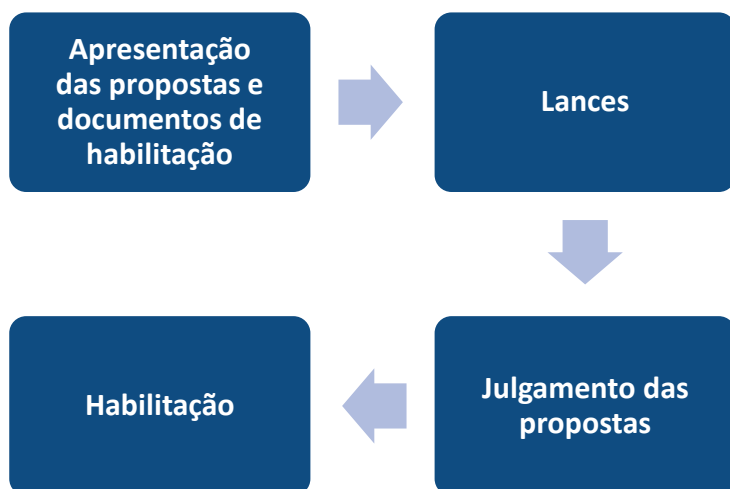 Apresentação
das propostas e
documentos de
habilitação
Lances
Julgamento das
propostas
Habilitação